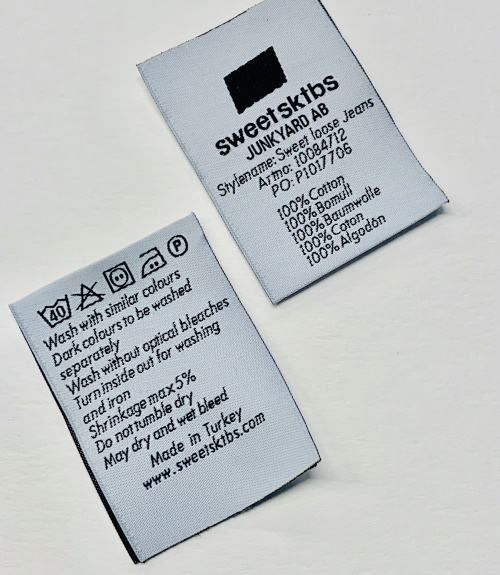 sweetsktbs
JUNKYARD AB
Stylename: Sweet loose Jeans
Artno: 10084712
PO: P1017706
100% Cotton
100% Bomull
100% Baumwolle
100% Coton
100% Algodón
40 P
Wash with similar colours
Dark colours to be washed
separately
Wash without optical bleaches
Turn inside out for washing
and iron
Shrinkage max 5%
Do not tumble dry
May dry and wet bleed
Made in Turkey
www.sweetsktbs.com